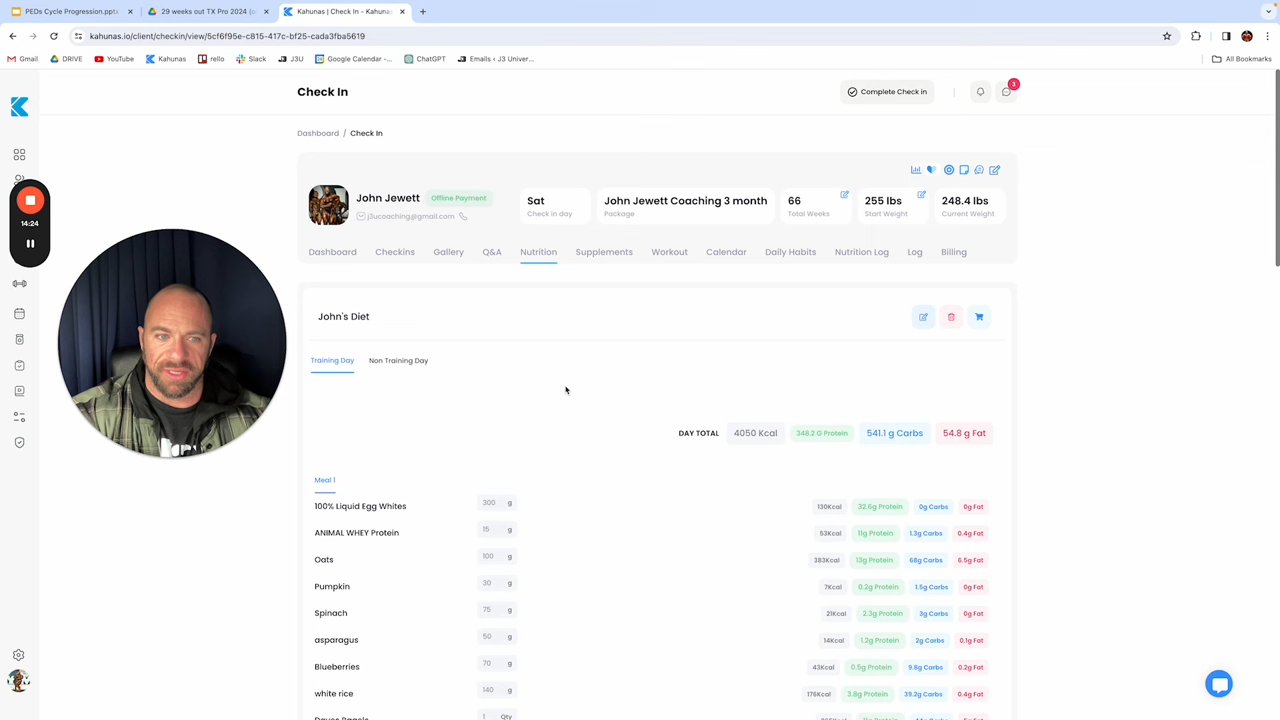 PEDs Cycle Progression.pptx
29 weeks out TX Pro 2024 (o
Kahunas | Check In - Kahuna
kahunas.io/client/checkin/view/5cf6f95e-c815-417c-bf25-cada3fba5619
Gmail DRIVE YouTube Kahunas rello Slack J3U Google Calendar -... ChatGPT Emails ‹ J3 Univer... All Bookmarks
Check In
Complete Check in
3
Dashboard / Check In
John Jewett Offline Payment
j3ucoaching@gmail.com
Sat
Check in day
John Jewett Coaching 3 month
Package
66
Total Weeks
255 lbs
Start Weight
248.4 lbs
Current Weight
14:24
Dashboard Checkins Gallery Q&A Nutrition Supplements Workout Calendar Daily Habits Nutrition Log Log Billing
John's Diet
Training Day Non Training Day
DAY TOTAL 4050 Kcal 348.2 G Protein 541.1 g Carbs 54.8 g Fat
Meal 1
100% Liquid Egg Whites 300 g 130Kcal 32.6g Protein 0g Carbs 0g Fat
ANIMAL WHEY Protein 15 g 53Kcal 11g Protein 1.3g Carbs 0.4g Fat
Oats 100 g 383Kcal 13g Protein 68g Carbs 6.5g Fat
Pumpkin 30 g 7Kcal 0.2g Protein 1.5g Carbs 0g Fat
Spinach 75 g 21Kcal 2.3g Protein 3g Carbs 0g Fat
asparagus 50 g 14Kcal 1.2g Protein 2g Carbs 0.1g Fat
Blueberries 70 g 43Kcal 0.5g Protein 9.8g Carbs 0.2g Fat
white rice 140 g 176Kcal 3.8g Protein 39.2g Carbs 0.4g Fat
1 Qty